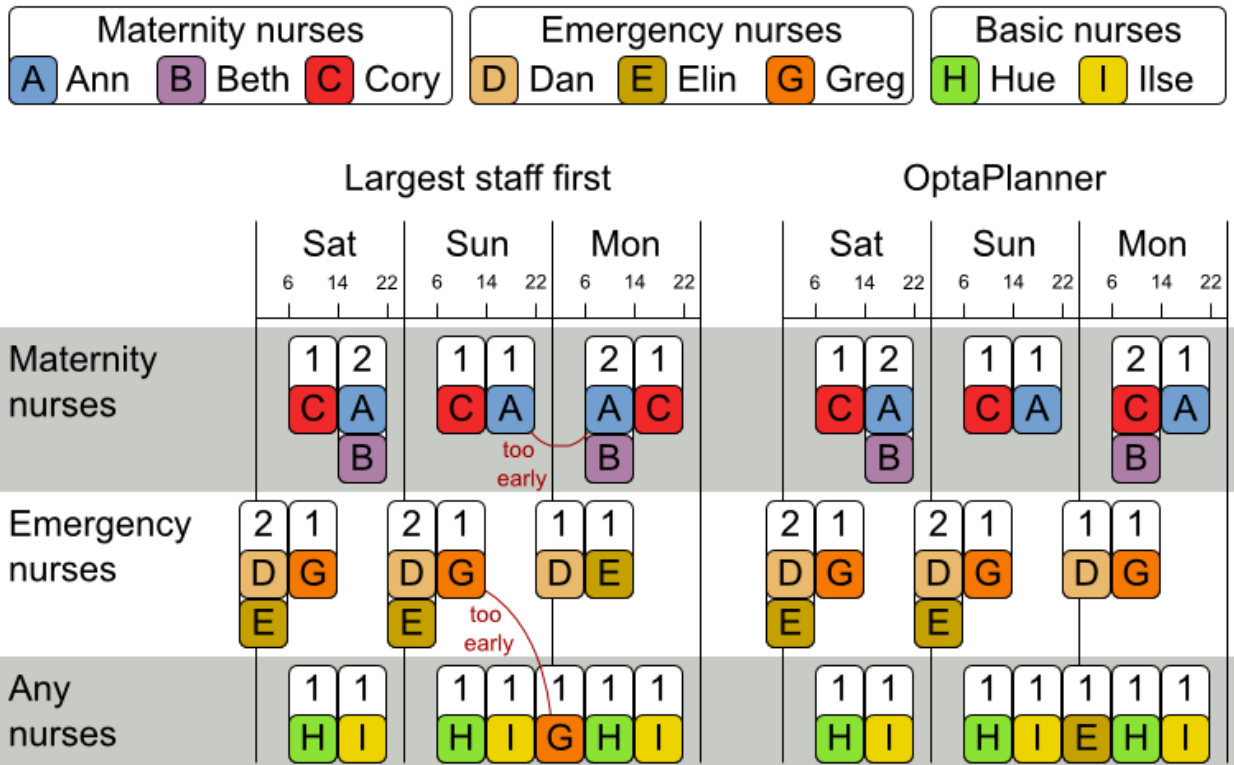 Maternity nurses Emergency nurses Basic nurses
A Ann B Beth C Cory D Dan E Elin G Greg H Hue I Ilse
Largest staff first OptaPlanner
Sat Sun Mon Sat Sun Mon
6 14 22 6 14 22 6 14 22 6 14 22 6 14 22 6 14 22
Maternity 1 2 1 1 2 1 1 2 1 1 2 1
nurses C A C A A C C A C A C A
B too B B B
early
Emergency 2 1 2 1 1 1 2 1 2 1 1 1
nurses D G D G D E D G D G D G
E E too E E
early
Any 1 1 1 1 1 1 1 1 1 1 1 1 1 1
nurses H I H I G H I H I H I E H I